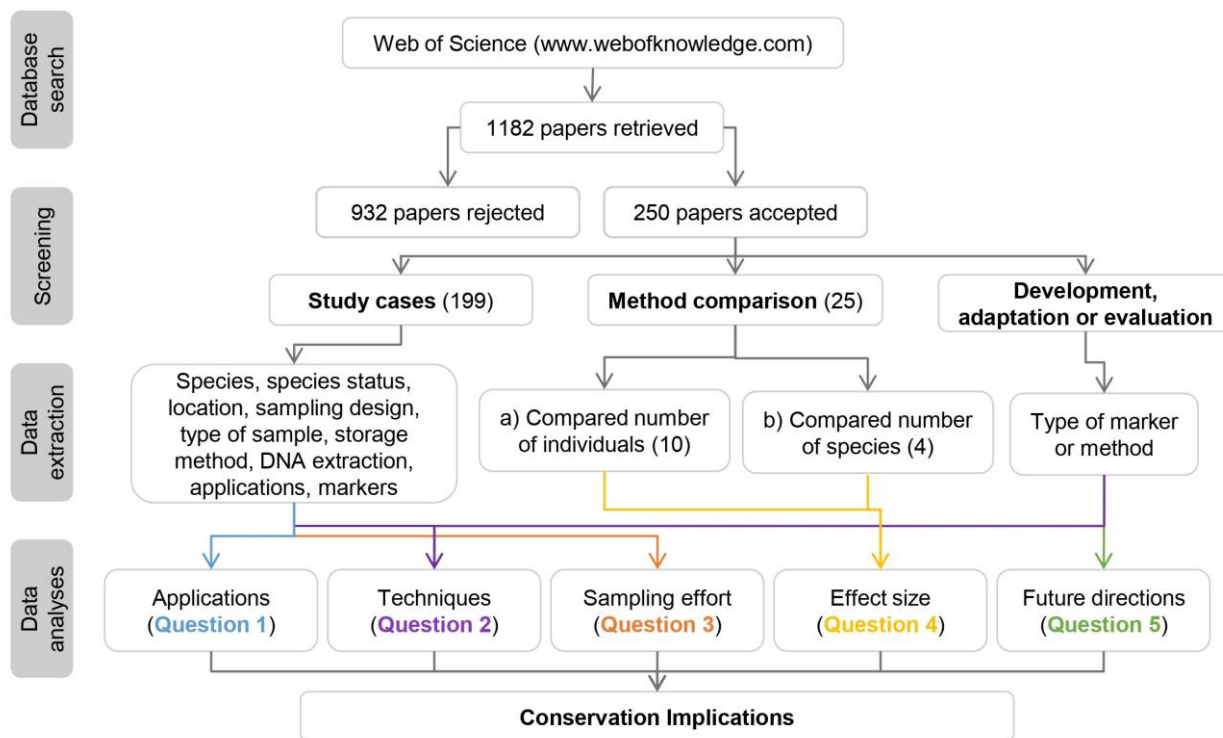 Database
search
Web of Science (www.webofknowledge.com)
1182 papers retrieved
Screening
932 papers rejected
250 papers accepted
Study cases (199)
Method comparison (25)
Development,
adaptation or evaluation
Data
extraction
Species, species status,
location, sampling design,
type of sample, storage
method, DNA extraction,
applications, markers
a) Compared number
of individuals (10)
b) Compared number
of species (4)
Type of marker
or method
Data
analyses
Applications
(Question 1)
Techniques
(Question 2)
Sampling effort
(Question 3)
Effect size
(Question 4)
Future directions
(Question 5)
Conservation Implications